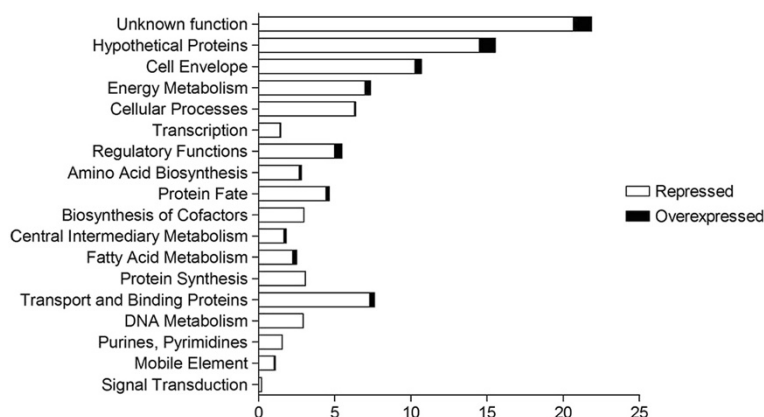 Unknown function
Hypothetical Proteins
Cell Envelope
Energy Metabolism
Cellular Processes
Transcription
Regulatory Functions
Amino Acid Biosynthesis
Protein Fate
Biosynthesis of Cofactors
Central Intermediary Metabolism
Fatty Acid Metabolism
Protein Synthesis
Transport and Binding Proteins
DNA Metabolism
Purines, Pyrimidines
Mobile Element
Signal Transduction
Repressed
Overexpressed
0 5 10 15 20 25